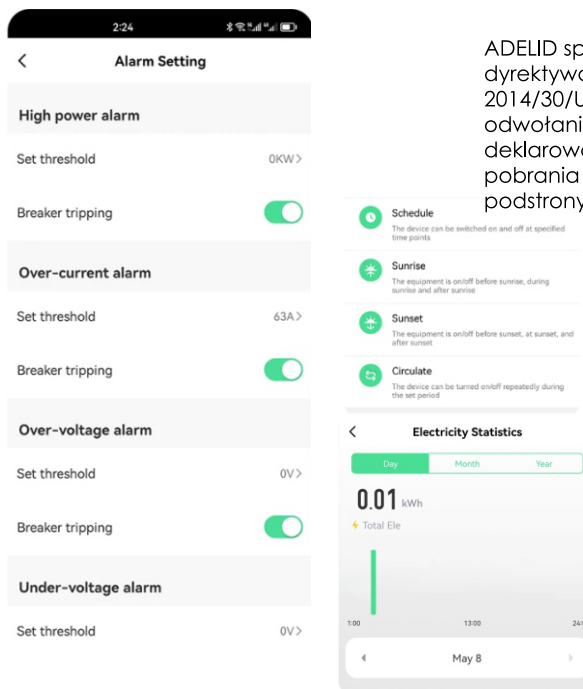 2:24
Alarm Setting
High power alarm
Set threshold 0KW>
Breaker tripping
Over-current alarm
Set threshold 63A>
Breaker tripping
Over-voltage alarm
Set threshold 0V>
Breaker tripping
Under-voltage alarm
Set threshold 0V>
ADELID
2014/30/U
podstrony
pobrania
Schedule
The device can be switched on and off at specified
time points
Sunrise
The equipment is on/off before sunrise, during
sunrise and after sunrise
Sunset
The equipment is on/off before sunset, at sunset, and
after sunset
Circulate
The device can be turned on/off repeatedly during
the set period
Electricity Statistics
Day Month Year
0.01 kWh
Total Ele
1:00 13:00
May 8